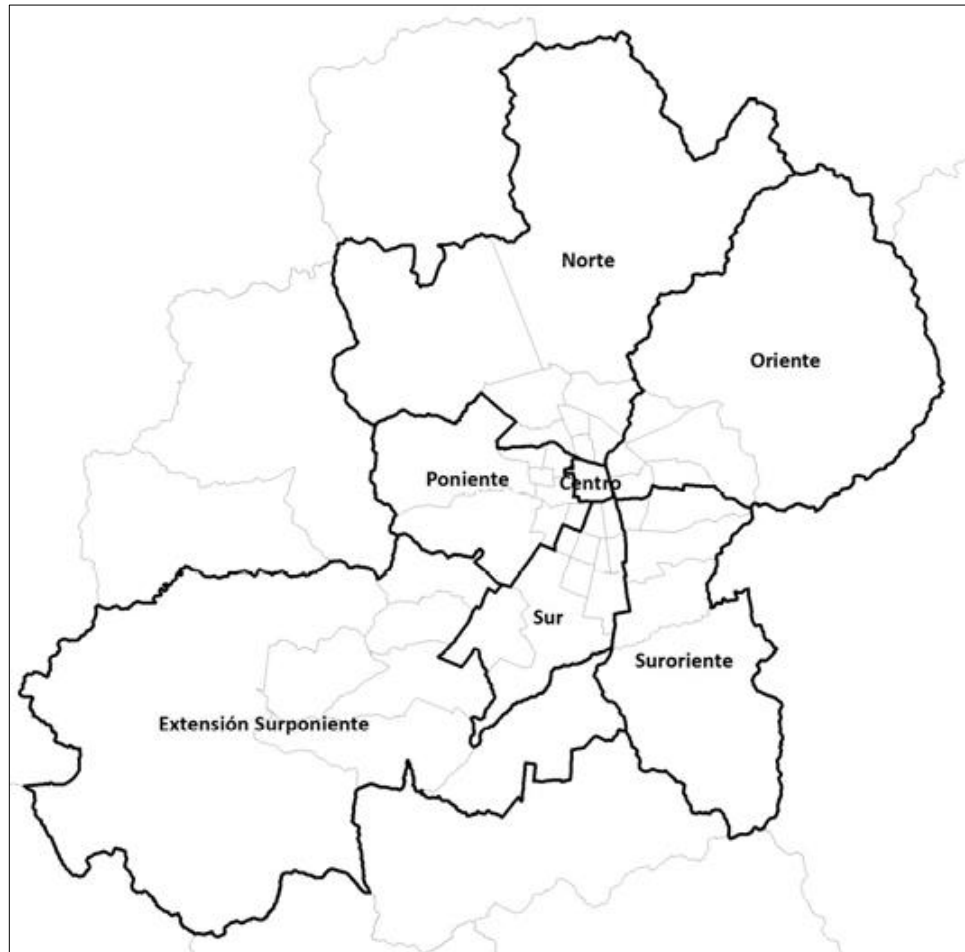 Norte
Oriente
Poniente
Centro
Sur
Suroriente
Extensión Surponiente